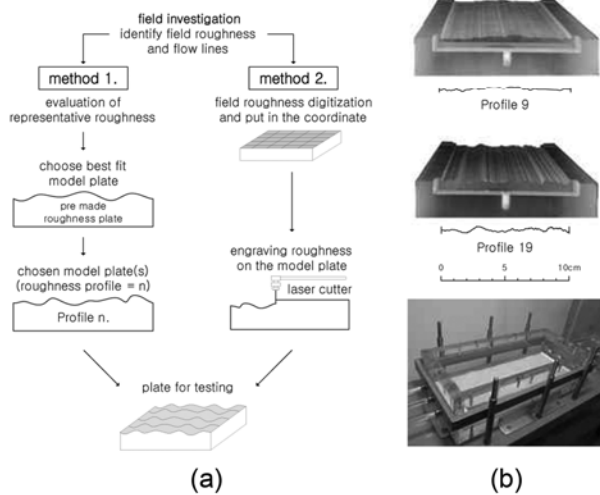 field investigation
identify field roughness
and flow lines
method 1.
evaluation of
representative roughness
choose best fit
model plate
pre made
roughness plate
chosen model plate(s)
(roughness profile = n)
Profile n.
method 2.
field roughness digitization
and put in the coordinate
engraving roughness
on the model plate
laser cutter
plate for testing
(a)
Profile 9
Profile 19
0 5 10cm
(b)